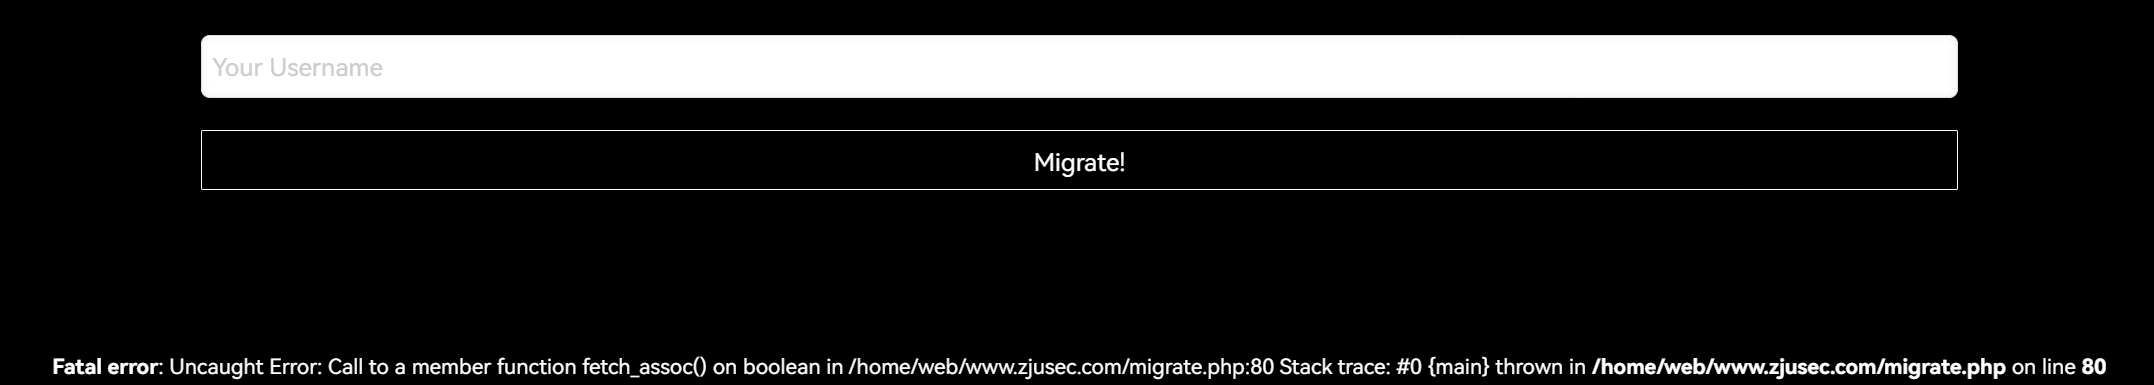 Your Username
Migrate!
Fatal error: Uncaught Error: Call to a member function fetch_assoc() on boolean in /home/web/www.zjusec.com/migrate.php:80 Stack trace: #0 {main} thrown in /home/web/www.zjusec.com/migrate.php on line 80